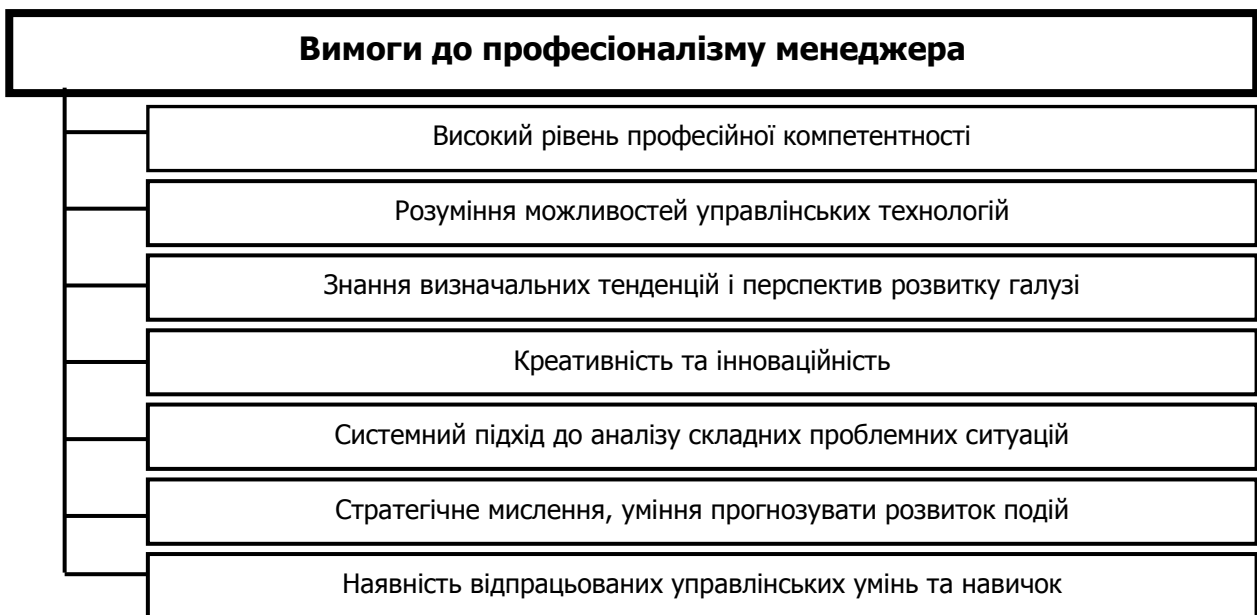 Вимоги до професіоналізму менеджера
Високий рівень професійної компетентності
Розуміння можливостей управлінських технологій
Знання визначальних тенденцій і перспектив розвитку галузі
Креативність та інноваційність
Системний підхід до аналізу складних проблемних ситуацій
Стратегічне мислення, уміння прогнозувати розвиток подій
Наявність відпрацьованих управлінських умінь та навичок